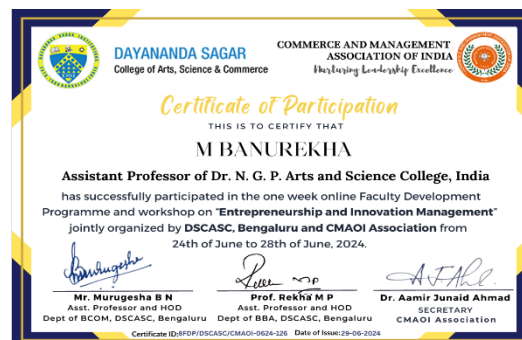 DAYANANDA SAGAR
College of Arts, Science & Commerce
COMMERCE AND MANAGEMENT
ASSOCIATION OF INDIA
Nurturing Leadership Excellence
Certificate of Participation
THIS IS TO CERTIFY THAT
M BANUREKHA
Assistant Professor of Dr. N. G. P. Arts and Science College, India
has successfully participated in the one week online Faculty Development
Programme and workshop on "Entrepreneurship and Innovation Management"
jointly organized by DSCASC, Bengaluru and CMAOI Association from
24th of June to 28th of June, 2024.
Mr. Murugesha B N
Asst. Professor and HOD
Dept of BCOM, DSCASC, Bengaluru
Prof. Rekha M P
Asst. Professor and HOD
Dept of BBA, DSCASC, Bengaluru
Dr. Aamir Junaid Ahmad
SECRETARY
CMAOI Association
Certificate ID:8FDP/DSCASC/CMAOI-0624-126 Date of Issue:29-06-2024